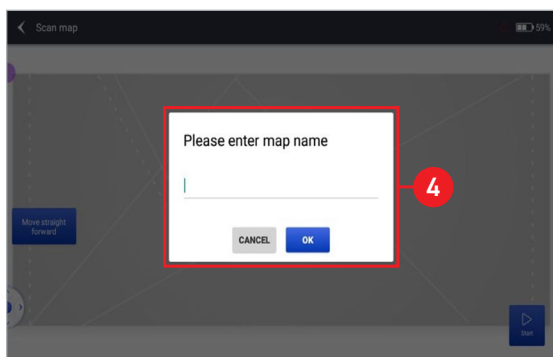 Scan map
59%
Please enter map name
4
CANCEL OK
Move straight
forward
Start